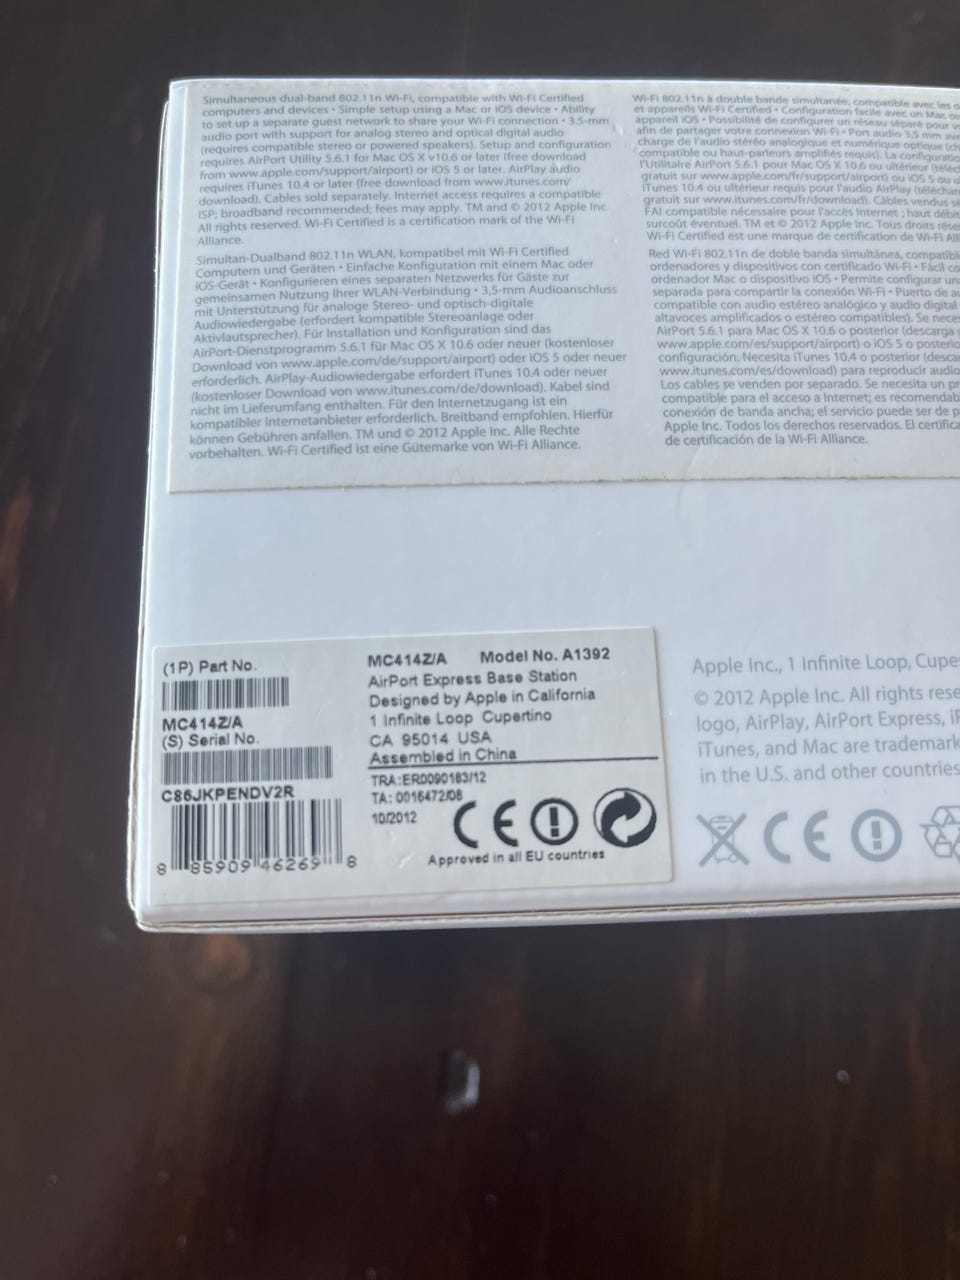 Simultaneous dual-band 802.11n Wi-Fi, compatible with Wi-Fi Certified
computers and devices • Simple setup using a Mac or iOS device • Ability
to set up a separate guest network to share your Wi-Fi connection • 3.5-mm
audio port with support for analog stereo and optical digital audio
(requires compatible stereo or powered speakers). Setup and configuration
requires AirPort Utility 5.6.1 for Mac OS X v10.6 or later (free download
from www.apple.com/support/airport) or iOS 5 or later. AirPlay audio
requires iTunes 10.4 or later (free download from www.itunes.com/
download). Cables sold separately. Internet access requires a compatible
ISP; broadband recommended; fees may apply. TM and © 2012 Apple Inc.
All rights reserved. Wi-Fi Certified is a certification mark of the Wi-Fi
Alliance.
Simultan-Dualband 802.11n WLAN, kompatibel mit Wi-Fi Certified
Computern und Geräten • Einfache Konfiguration mit einem Mac oder
iOS-Gerät • Konfigurieren eines separaten Netzwerks für Gäste zur
gemeinsamen Nutzung Ihrer WLAN-Verbindung • 3,5-mm Audioanschluss
mit Unterstützung für analoge Stereo- und optisch-digitale
Audiowiedergabe (erfordert kompatible Stereoanlage oder
Aktivlautsprecher). Für Installation und Konfiguration sind das
AirPort-Dienstprogramm 5.6.1 für Mac OS X 10.6 oder neuer (kostenloser
Download von www.apple.com/de/support/airport) oder iOS 5 oder neuer
erforderlich. AirPlay-Audiowiedergabe erfordert iTunes 10.4 oder neuer
(kostenloser Download von www.itunes.com/de/download). Kabel sind
nicht im Lieferumfang enthalten. Für den Internetzugang ist ein
kompatibler Internetanbieter erforderlich. Breitband empfohlen. Hierfür
können Gebühren anfallen. TM und © 2012 Apple Inc. Alle Rechte
vorbehalten. Wi-Fi Certified ist eine Gütemarke von Wi-Fi Alliance.
Wi-Fi 802.11n à double bande simultanée, compatible avec les
et appareils Wi-Fi Certified • Configuration facile avec un Mac
appareil iOS • Possibilité de configurer un réseau séparé pour
afin de partager votre connexion Wi-Fi • Port audio 3,5 mm
charge de l'audio stéréo analogique et numérique optique
compatible ou haut-parleurs amplifiés requis). La
l'Utilitaire AirPort 5.6.1 pour Mac OS X 10.6 ou ultérieur
gratuit sur www.apple.com/fr/support/airport) ou iOS 5 ou
iTunes 10.4 ou ultérieur requis pour l'audio AirPlay
gratuit sur www.itunes.com/fr/download). Câbles vendus
FAI compatible nécessaire pour l'accès Internet ; haut
surcoût éventuel. TM et © 2012 Apple Inc. Tous droits
Wi-Fi Certified est une marque de certification de Wi-Fi
Red Wi-Fi 802.11n de doble banda simultánea,
ordenadores y dispositivos con certificado Wi-Fi • Fácil
ordenador Mac o dispositivo iOS • Permite configurar
separada para compartir la conexión Wi-Fi • Puerto de
compatible con audio estéreo analógico y audio digital
altavoces amplificados o estéreo compatibles). Se
AirPort 5.6.1 para Mac OS X 10.6 o posterior (descarga
www.apple.com/es/support/airport) o iOS 5 o
configuración. Necesita iTunes 10.4 o posterior
www.itunes.com/es/download) para reproducir
Los cables se venden por separado. Se necesita un
compatible para el acceso a Internet; es
conexión de banda ancha; el servicio puede ser de
Apple Inc. Todos los derechos reservados. El
de certificación de la Wi-Fi Alliance.
(1P) Part No.
MC414Z/A
(S) Serial No.
C86JKPENDV2R
8 85909 46269 8
MC414Z/A Model No. A1392
AirPort Express Base Station
Designed by Apple in California
1 Infinite Loop Cupertino
CA 95014 USA
Assembled in China
TRA:ER0090163/12
TA: 0016472/08
10/2012
CE
Approved in all EU countries
Apple Inc., 1 Infinite Loop,
© 2012 Apple Inc. All rights
logo, AirPlay, AirPort Express,
iTunes, and Mac are
in the U.S. and other countries
CE